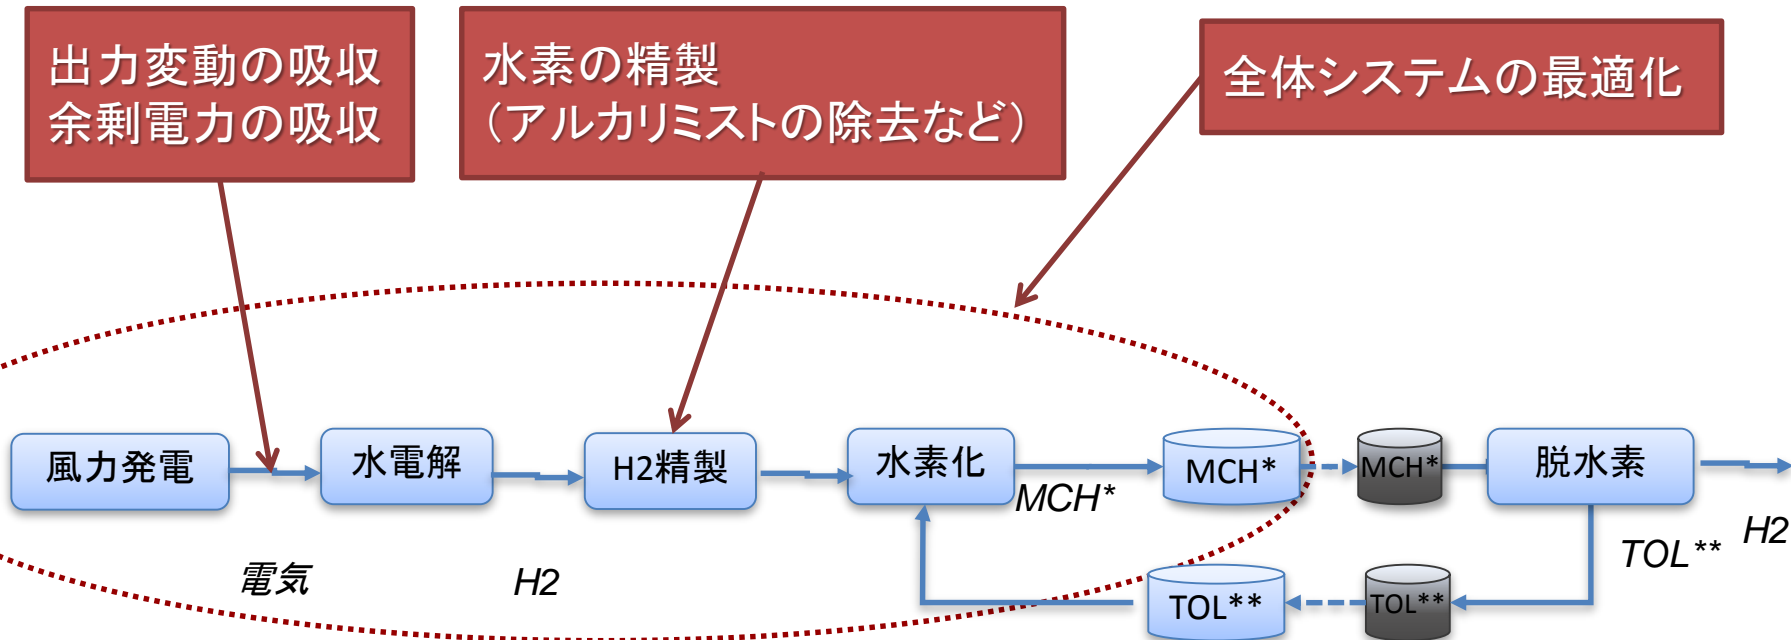 出力変動の吸収
余剰電力の吸収
水素の精製
(アルカリミストの除去など)
全体システムの最適化
風力発電
水電解
H2精製
水素化
MCH*
MCH*
MCH*
脱水素
電気
H2
TOL**
TOL**
TOL**
H2